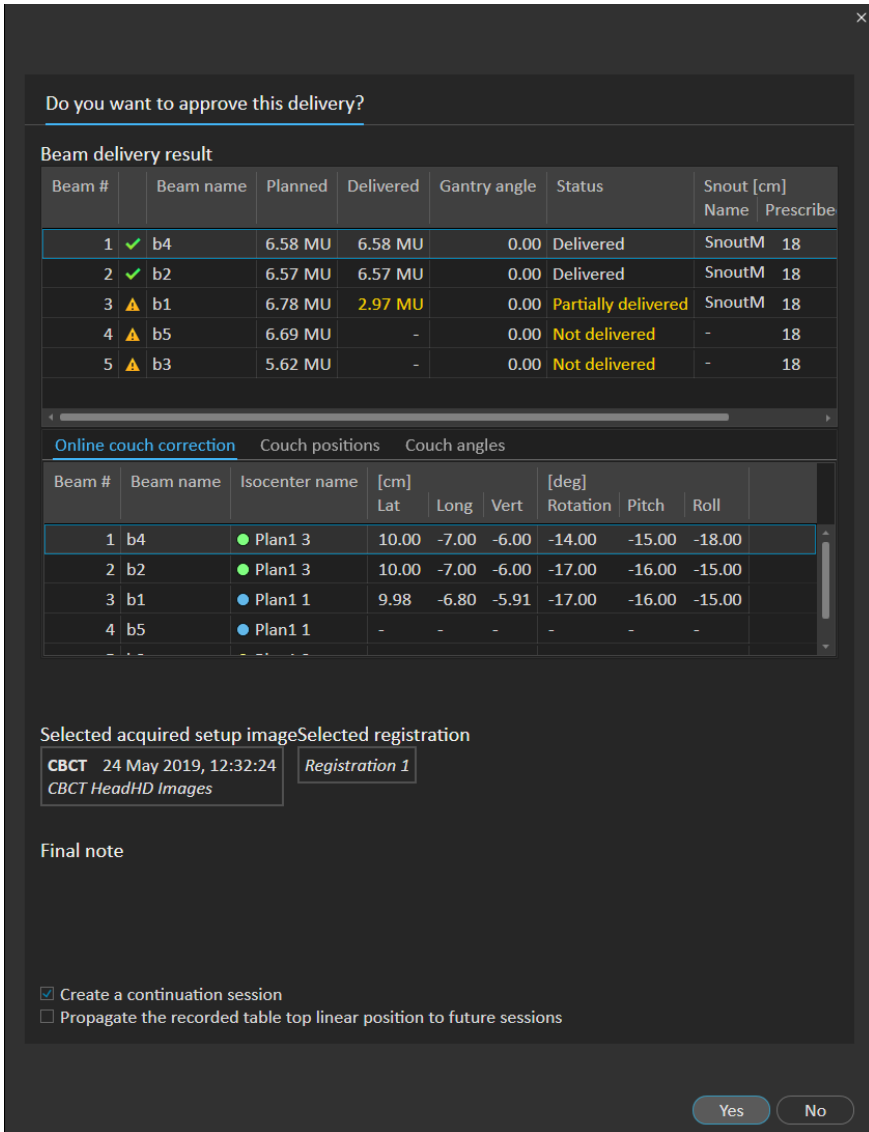 ×
Do you want to approve this delivery?
Beam delivery result
Beam # Beam name Planned Delivered Gantry angle Status Snout [cm]
Name Prescribe
1 b4 6.58 MU 6.58 MU 0.00 Delivered SnoutM 18
2 b2 6.57 MU 6.57 MU 0.00 Delivered SnoutM 18
3 b1 6.78 MU 2.97 MU 0.00 Partially delivered SnoutM 18
4 b5 6.69 MU - 0.00 Not delivered - 18
5 b3 5.62 MU - 0.00 Not delivered - 18
Online couch correction Couch positions Couch angles
Beam # Beam name Isocenter name [cm] [deg]
Lat Long Vert Rotation Pitch Roll
1 b4 Plan1 3 10.00 -7.00 -6.00 -14.00 -15.00 -18.00
2 b2 Plan1 3 10.00 -7.00 -6.00 -17.00 -16.00 -15.00
3 b1 Plan1 1 9.98 -6.80 -5.91 -17.00 -16.00 -15.00
4 b5 Plan1 1 - - - - - -
Selected acquired setup image Selected registration
CBCT 24 May 2019, 12:32:24 Registration 1
CBCT HeadHD Images
Final note
Create a continuation session
Propagate the recorded table top linear position to future sessions
Yes No